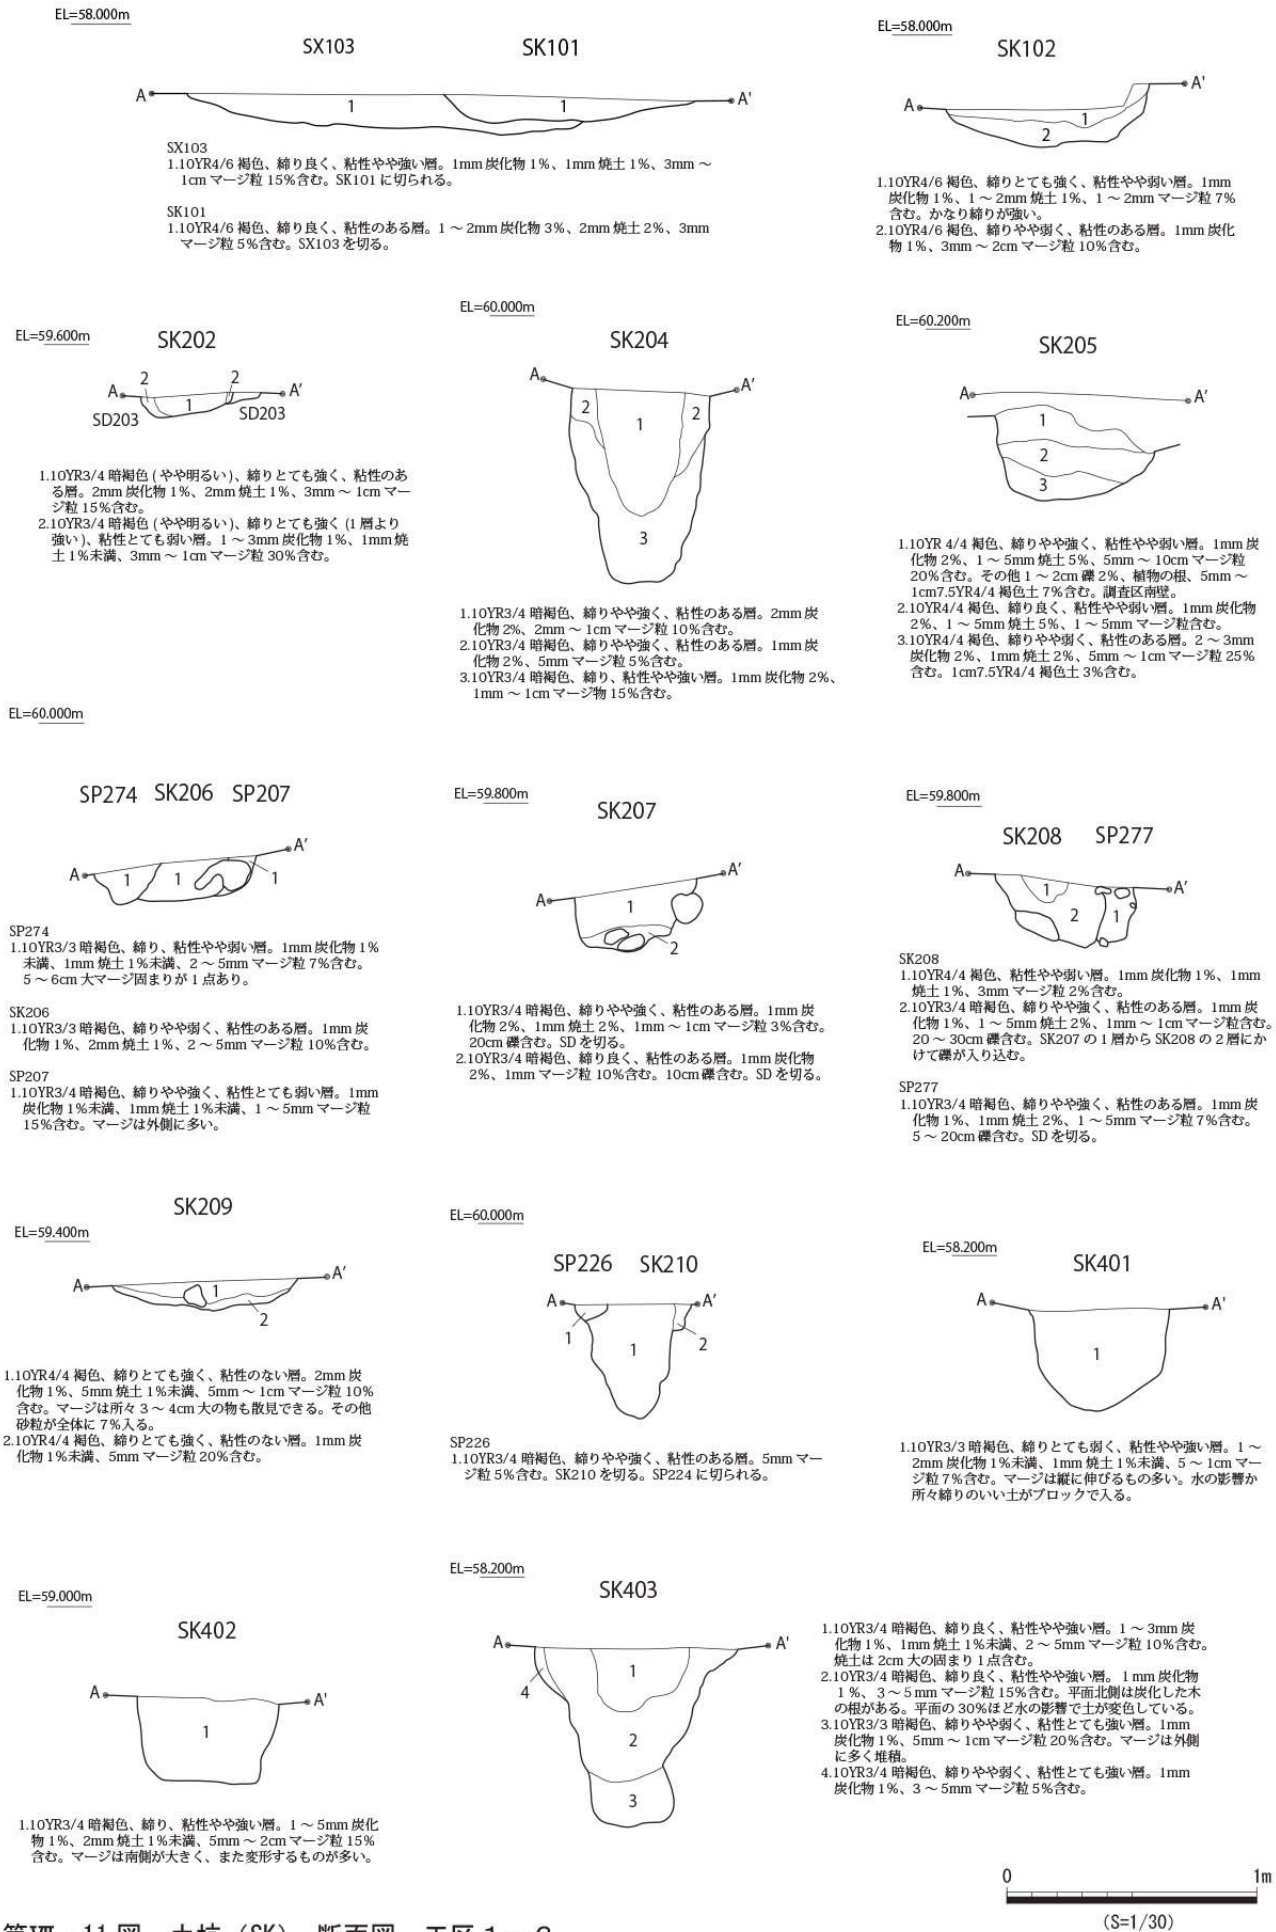 EL=58.000m
SX103
SK101
A
1
1
A'
SX103
1.10YR4/6 褐色、締り良く、粘性やや強い層。1mm 炭化物 1%、1mm 焼土 1%、3mm ～
1cm マージ粒 15%含む。SK101 に切られる。
SK101
1.10YR4/6 褐色、締り良く、粘性のある層。1 ～ 2mm 炭化物 3%、2mm 焼土 2%、3mm
マージ粒 5%含む。SX103 を切る。
EL=58.000m
SK102
A
A'
1
2
1.10YR4/6 褐色、締りとても強く、粘性やや弱い層。1mm
炭化物 1%、1 ～ 2mm 焼土 1%、1 ～ 2mm マージ粒 7%
含む。かなり締りが強い。
2.10YR4/6 褐色、締りやや弱く、粘性のある層。1mm 炭化
物 1%、3mm ～ 2cm マージ粒 10%含む。
EL=59.600m
SK202
A
2
1
2
A'
SD203
SD203
1.10YR3/4 暗褐色 ( やや明るい )、締りとても強く、粘性のあ
る層。2mm 炭化物 1%、2mm 焼土 1%、3mm ～ 1cm マー
ジ粒 15%含む。
2.10YR3/4 暗褐色 ( やや明るい )、締りとても強く (1 層より
強い )、粘性とても弱い層。1 ～ 3mm 炭化物 1%、1mm 焼
土 1%未満、3mm ～ 1cm マージ粒 30%含む。
EL=60.000m
SK204
A
A'
2
1
2
3
1.10YR3/4 暗褐色、締りやや強く、粘性のある層。2mm 炭
化物 2%、2mm ～ 1cm マージ粒 10%含む。
2.10YR3/4 暗褐色、締りやや強く、粘性のある層。1mm 炭
化物 2%、5mm マージ粒 5%含む。
3.10YR3/4 暗褐色、締り、粘性やや強い層。1mm 炭化物 2%、
1mm ～ 1cm マージ物 15%含む。
EL=60.200m
SK205
A
A'
1
2
3
1.10YR 4/4 褐色、締りやや強く、粘性やや弱い層。1mm 炭
化物 2%、1 ～ 5mm 焼土 5%、5mm ～ 10cm マージ粒
20%含む。その他 1 ～ 2cm 礫 2%、植物の根、5mm ～
1cm7.5YR4/4 褐色土 7%含む。調査区南壁。
2.10YR4/4 褐色、締り良く、粘性やや弱い層。1mm 炭化物
2%、1 ～ 5mm 焼土 5%、1 ～ 5mm マージ粒含む。
3.10YR4/4 褐色、締りやや弱く、粘性のある層。2 ～ 3mm
炭化物 2%、1mm 焼土 2%、5mm ～ 1cm マージ粒 25%
含む。1cm7.5YR4/4 褐色土 3%含む。
EL=60.000m
SP274
SK206
SP207
A
1
1
1
A'
SP274
1.10YR3/3 暗褐色、締り、粘性やや弱い層。1mm 炭化物 1%
未満、1mm 焼土 1%未満、2 ～ 5mm マージ粒 7%含む。
5 ～ 6cm 大マージ固まりが 1 点あり。
SK206
1.10YR3/3 暗褐色、締りやや弱く、粘性のある層。1mm 炭
化物 1%、2mm 焼土 1%、2 ～ 5mm マージ粒 10%含む。
SP207
1.10YR3/4 暗褐色、締りやや強く、粘性とても弱い層。1mm
炭化物 1%未満、1mm 焼土 1%未満、1 ～ 5mm マージ粒
15%含む。マージは外側に多い。
EL=59.800m
SK207
A
A'
1
2
1.10YR3/4 暗褐色、締りやや強く、粘性のある層。1mm 炭
化物 2%、1mm 焼土 2%、1mm ～ 1cm マージ粒 3%含む。
20cm 礫含む。SD を切る。
2.10YR3/4 暗褐色、締り良く、粘性のある層。1mm 炭化物
2%、1mm マージ粒 10%含む。10cm 礫含む。SD を切る。
EL=59.800m
SK208
SP277
A
A'
1
2
1
SK208
1.10YR4/4 褐色、粘性やや弱い層。1mm 炭化物 1%、1mm
焼土 1%、3mm マージ粒 2%含む。
2.10YR3/4 暗褐色、締りやや強く、粘性のある層。1mm 炭
化物 1%、1 ～ 5mm 焼土 2%、1mm ～ 1cm マージ粒含む。
20 ～ 30cm 礫含む。SK207 の 1 層から SK208 の 2 層にか
けて礫が入り込む。
SP277
1.10YR3/4 暗褐色、締りやや強く、粘性のある層。1mm 炭
化物 1%、1mm 焼土 2%、1 ～ 5mm マージ粒 7%含む。
5 ～ 20cm 礫含む。SD を切る。
SK209
EL=59.400m
A
A'
1
2
1.10YR4/4 褐色、締りとても強く、粘性のない層。2mm 炭
化物 1%、5mm 焼土 1%未満、5mm ～ 1cm マージ粒 10%
含む。マージは所々 3 ～ 4cm 大の物も散見できる。その他
砂粒が全体に 7%入る。
2.10YR4/4 褐色、締りとても強く、粘性のない層。1mm 炭
化物 1%未満、5mm マージ粒 20%含む。
EL=60.000m
SP226
SK210
A
A'
1
1
2
SP226
1.10YR3/4 暗褐色、締りやや強く、粘性のある層。5mm マー
ジ粒 5%含む。SK210 を切る。SP224 に切られる。
EL=58.200m
SK401
A
A'
1
1.10YR3/3 暗褐色、締りとても弱く、粘性やや強い層。1 ～
2mm 炭化物 1%未満、1mm 焼土 1%未満、5 ～ 1cm マー
ジ粒 7%含む。マージは縦に伸びるもの多い。水の影響か
所々締りのいい土がブロックで入る。
EL=59.000m
SK402
A
A'
1
1.10YR3/4 暗褐色、締り、粘性やや強い層。1 ～ 5mm 炭化
物 1%、2mm 焼土 1%未満、5mm ～ 2cm マージ粒 15%
含む。マージは南側が大きく、また変形するものが多い。
EL=58.200m
SK403
A
A'
1
4
2
3
1.10YR3/4 暗褐色、締り良く、粘性やや強い層。1 ～ 3mm 炭
化物 1%、1mm 焼土 1%未満、2 ～ 5mm マージ粒 10%含む。
焼土は 2cm 大の固まり 1 点含む。
2.10YR3/4 暗褐色、締り良く、粘性やや強い層。1 mm 炭化物
1 %、3 ～ 5 mm マージ粒 15%含む。平面北側は炭化した木
の根がある。平面の 30%ほど水の影響で土が変色している。
3.10YR3/3 暗褐色、締りやや弱く、粘性とても強い層。1mm
炭化物 1%、5mm ～ 1cm マージ粒 20%含む。マージは外側
に多く堆積。
4.10YR3/4 暗褐色、締りやや弱く、粘性とても強い層。1mm
炭化物 1%、3 ～ 5mm マージ粒 5%含む。
0
1m
(S=1/30)